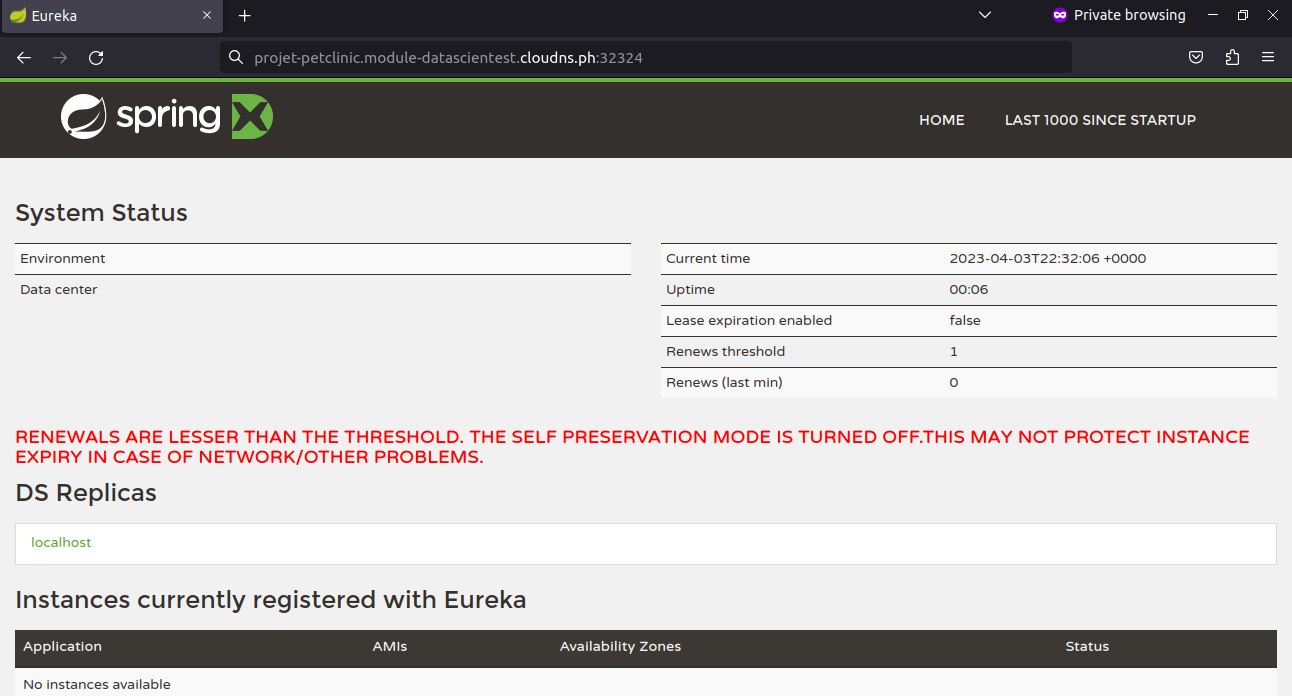 Eureka
Private browsing
projet-petclinic.module-datascientest.cloudns.ph:32324
spring
HOME
LAST 1000 SINCE STARTUP
System Status
Environment
Data center
Current time 2023-04-03T22:32:06 +0000
Uptime 00:06
Lease expiration enabled false
Renews threshold 1
Renews (last min) 0
RENEWALS ARE LESSER THAN THE THRESHOLD. THE SELF PRESERVATION MODE IS TURNED OFF.THIS MAY NOT PROTECT INSTANCE
EXPIRY IN CASE OF NETWORK/OTHER PROBLEMS.
DS Replicas
localhost
Instances currently registered with Eureka
Application AMIs Availability Zones Status
No instances available